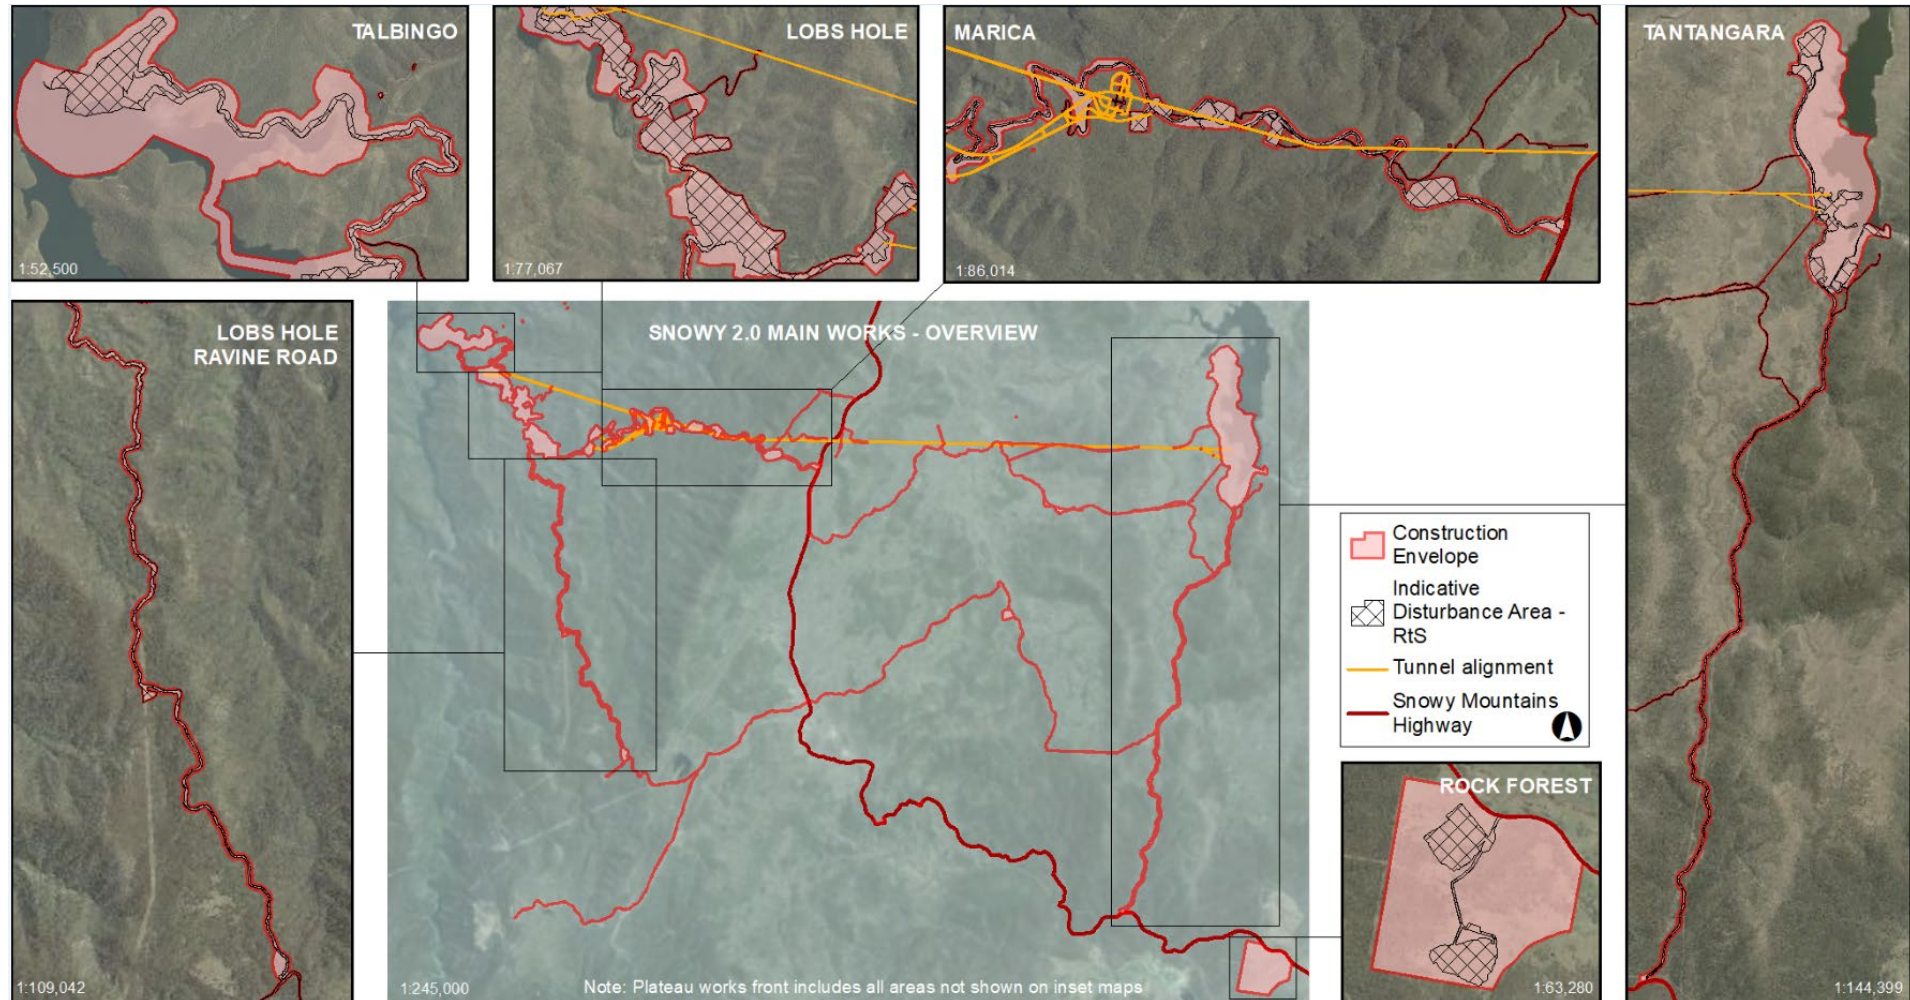 TALBINGO
1:52,500
LOBS HOLE
1:77,067
MARICA
1:86,014
TANTANGARA
1:144,399
LOBS HOLE
RAVINE ROAD
1:109,042
SNOWY 2.0 MAIN WORKS - OVERVIEW
1:245,000
Note: Plateau works front includes all areas not shown on inset maps
Construction
Envelope
Indicative
Disturbance Area -
RtS
Tunnel alignment
Snowy Mountains
Highway
ROCK FOREST
1:63,280